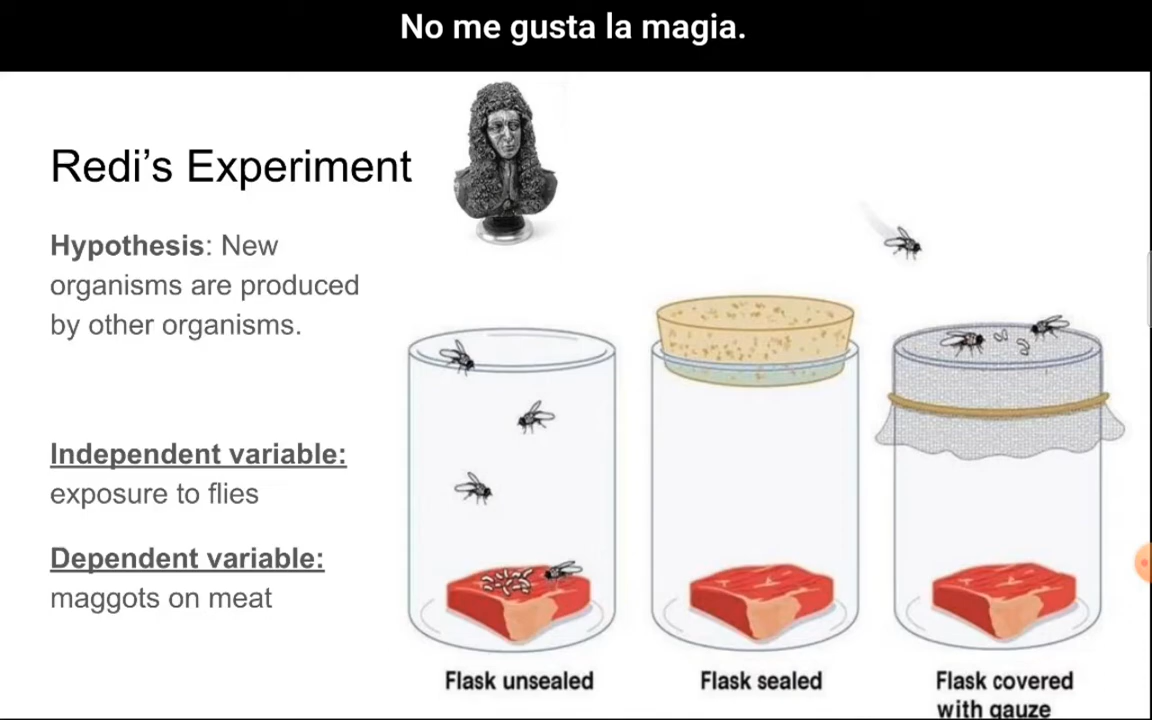 No me gusta la magia.
Redi's Experiment
Hypothesis: New
organisms are produced
by other organisms.
Independent variable:
exposure to flies
Dependent variable:
maggots on meat
Flask unsealed
Flask sealed
Flask covered
with gauze